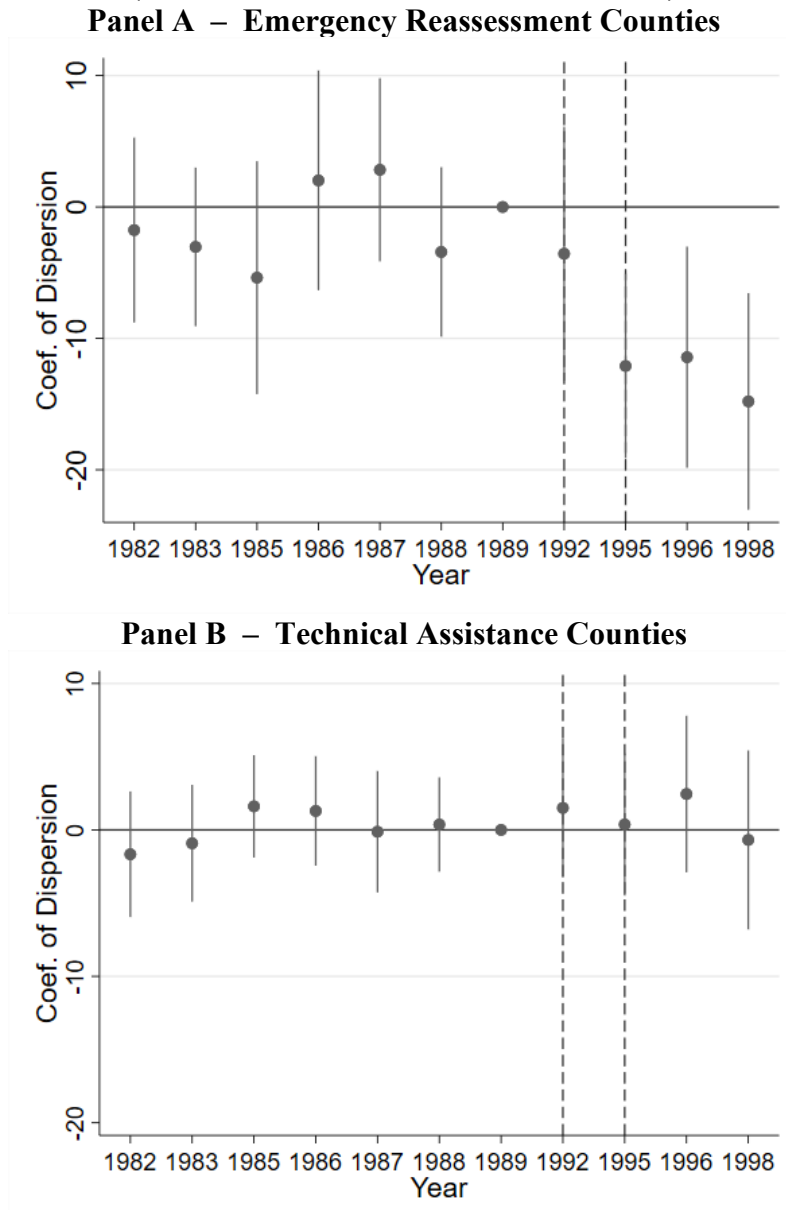 Panel A – Emergency Reassessment Counties
10
0
-10
-20
Coef. of Dispersion
1982 1983 1985 1986 1987 1988 1989 1992 1995 1996 1998
Year
Panel B – Technical Assistance Counties
10
0
-10
-20
Coef. of Dispersion
1982 1983 1985 1986 1987 1988 1989 1992 1995 1996 1998
Year